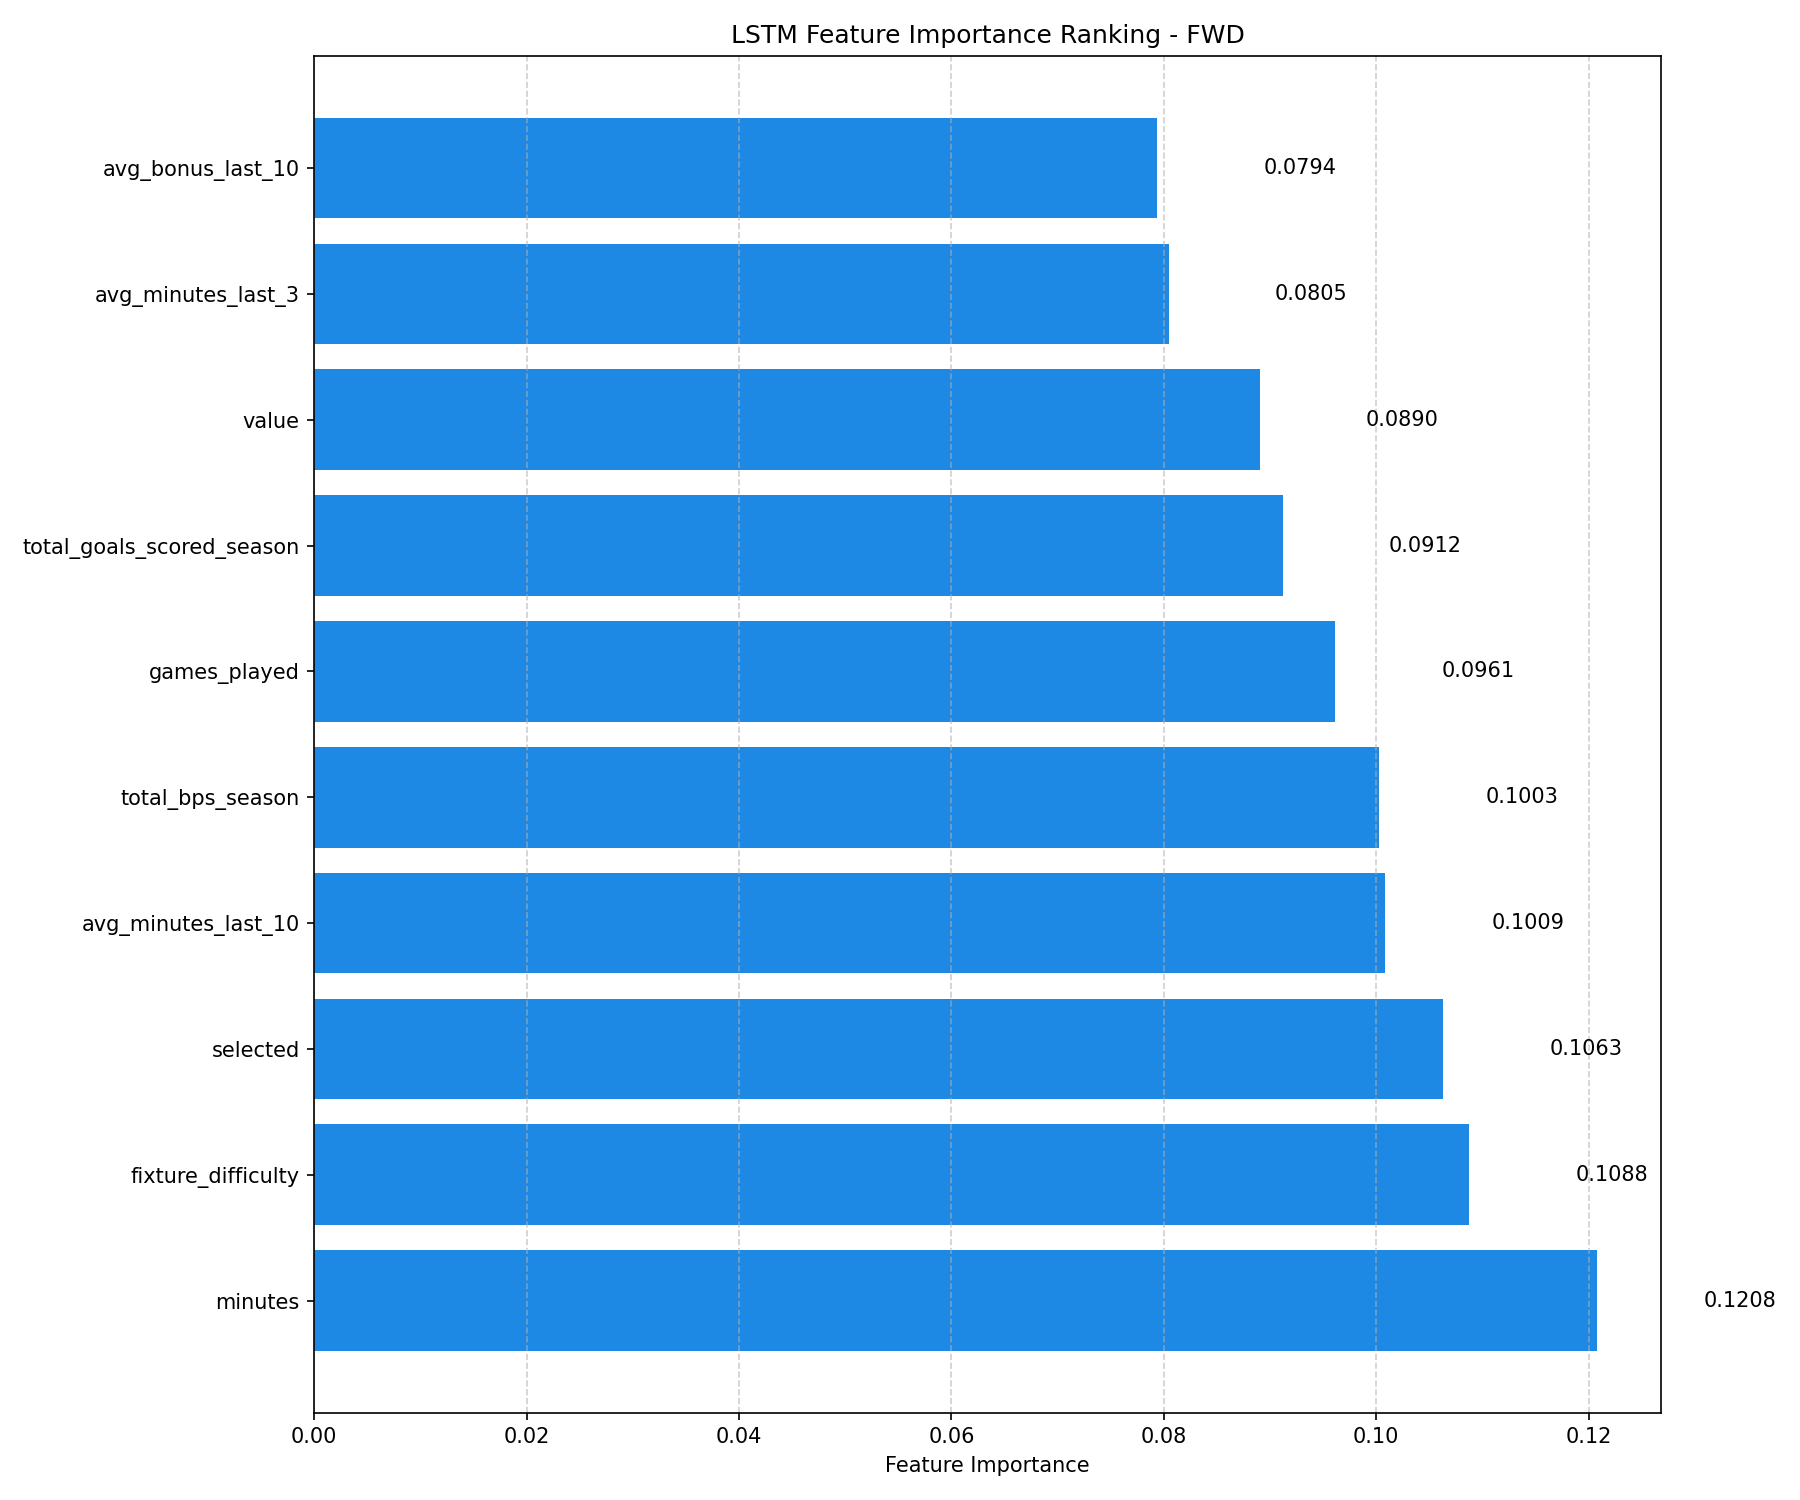 LSTM Feature Importance Ranking - FWD
avg_bonus_last_10 0.0794
avg_minutes_last_3 0.0805
value 0.0890
total_goals_scored_season 0.0912
games_played 0.0961
total_bps_season 0.1003
avg_minutes_last_10 0.1009
selected 0.1063
fixture_difficulty 0.1088
minutes 0.1208
0.00 0.02 0.04 0.06 0.08 0.10 0.12
Feature Importance